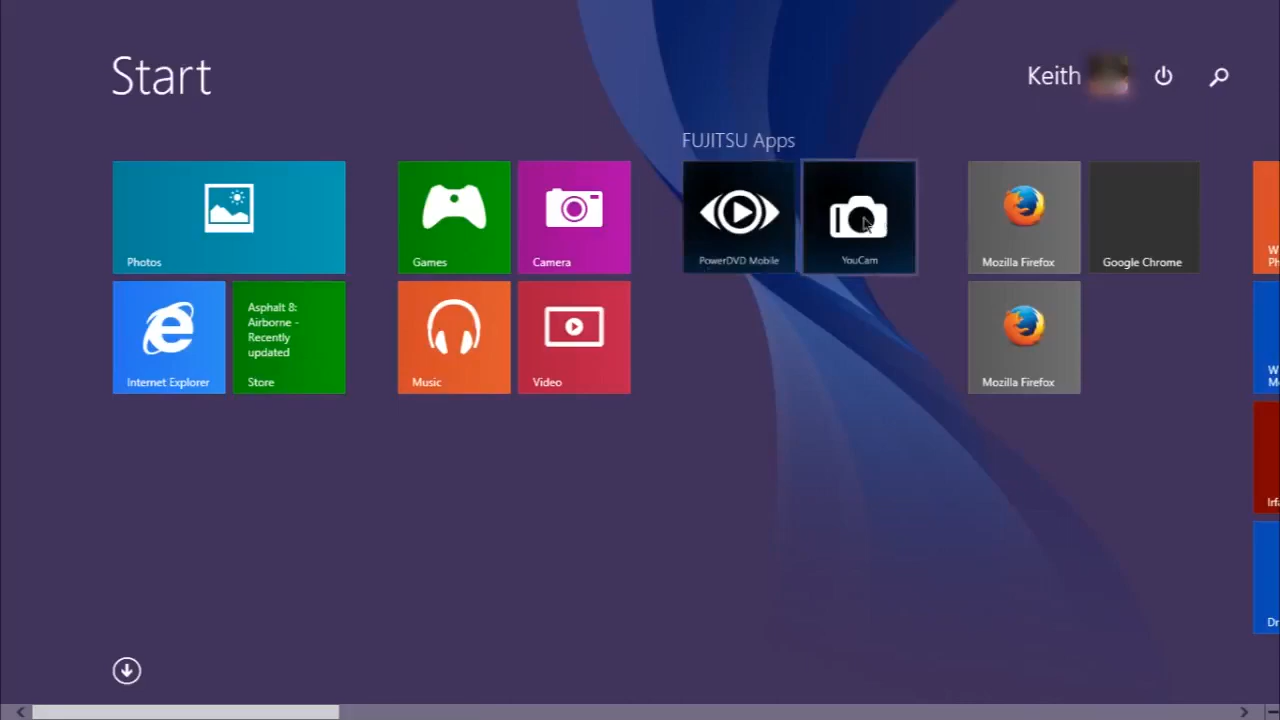 Start
Keith
FUJITSU Apps
Photos
Games
Camera
PowerDVD Mobile
YouCam
Mozilla Firefox
Google Chrome
Internet Explorer
Asphalt 8:
Airborne -
Recently
updated
Store
Music
Video
Mozilla Firefox